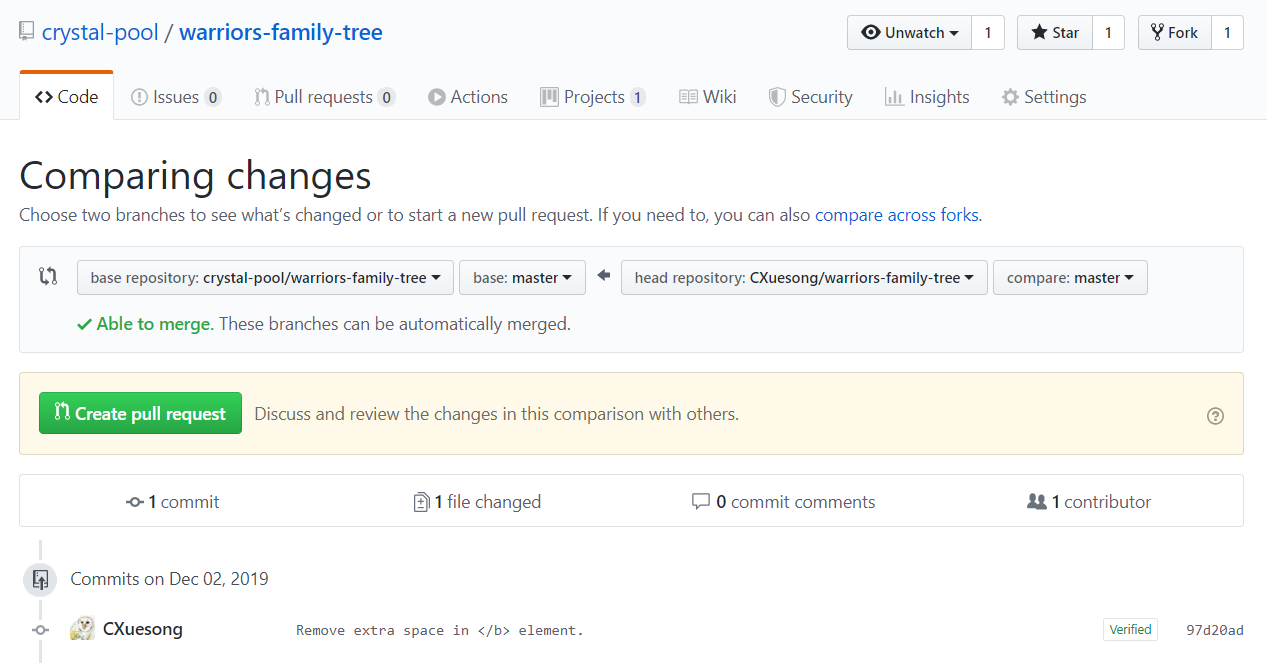 crystal-pool / warriors-family-tree Unwatch 1 Star 1 Fork 1
Code Issues 0 Pull requests 0 Actions Projects 1 Wiki Security Insights Settings
Comparing changes
Choose two branches to see what's changed or to start a new pull request. If you need to, you can also compare across forks.
base repository: crystal-pool/warriors-family-tree base: master head repository: CXuesong/warriors-family-tree compare: master
Able to merge. These branches can be automatically merged.
Create pull request Discuss and review the changes in this comparison with others.
1 commit 1 file changed 0 commit comments 1 contributor
Commits on Dec 02, 2019
CXuesong Remove extra space in </b> element. Verified 97d20ad